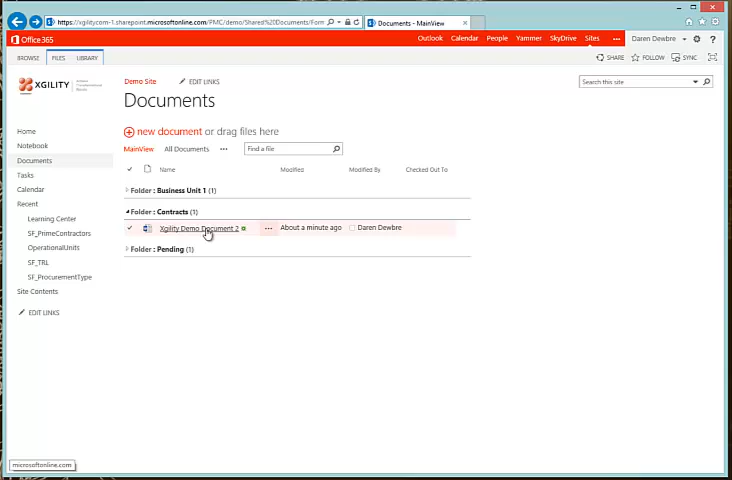 https://xgilitycom-1.sharepoint.microsoftonline.com/PMC/demo/Shared%20Documents/Form
Documents - MainView
Office 365
Outlook Calendar People Yammer SkyDrive Sites ••• Daren Dewbre ?
BROWSE FILES LIBRARY
SHARE FOLLOW SYNC
XGILITY
Demo Site EDIT LINKS
Search this site
Documents
new document or drag files here
MainView All Documents ••• Find a file
Name Modified Modified By Checked Out To
Folder : Business Unit 1 (1)
Folder : Contracts (1)
Xgility Demo Document 2 ••• About a minute ago Daren Dewbre
Folder : Pending (1)
Home
Notebook
Documents
Tasks
Calendar
Recent
Learning Center
SF_PrimeContractors
OperationalUnits
SF_TRL
SF_ProcurementType
Site Contents
EDIT LINKS
microsoftonline.com